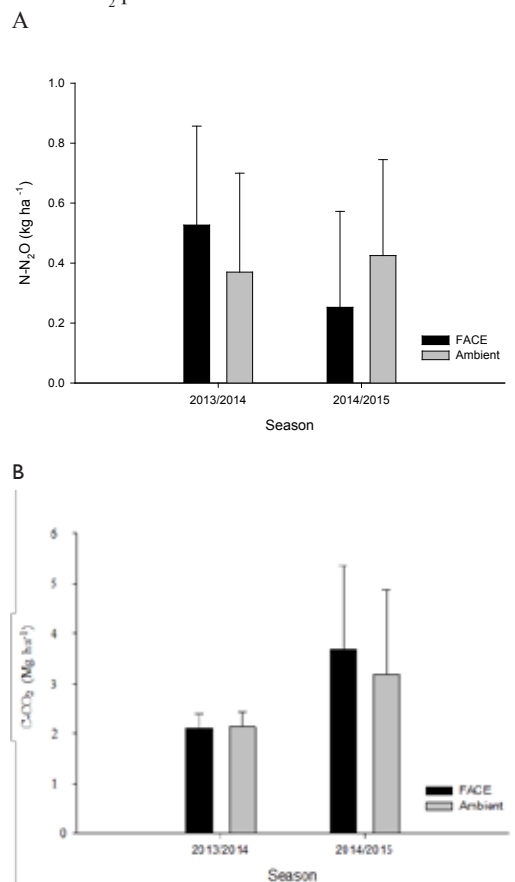 A
1.0
0.8
0.6
0.4
0.2
0.0
N-N₂O (kg ha ⁻¹)
FACE
Ambient
2013/2014 2014/2015
Season
B
6
5
4
3
2
1
0
C-CO₂ (Mg ha⁻¹)
FACE
Ambient
2013/2014 2014/2015
Season